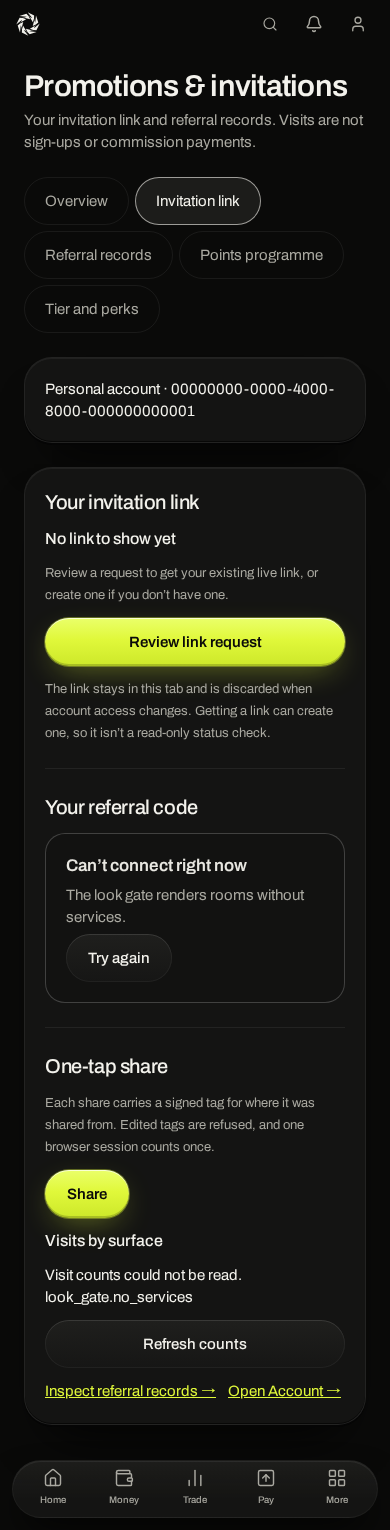 Promotions & invitations
Your invitation link and referral records. Visits are not
sign-ups or commission payments.
Overview
Invitation link
Referral records
Points programme
Tier and perks
Personal account · 00000000-0000-4000-
8000-000000000001
Your invitation link
No link to show yet
Review a request to get your existing live link, or
create one if you don’t have one.
Review link request
The link stays in this tab and is discarded when
account access changes. Getting a link can create
one, so it isn’t a read-only status check.
Your referral code
Can’t connect right now
The look gate renders rooms without
services.
Try again
One-tap share
Each share carries a signed tag for where it was
shared from. Edited tags are refused, and one
browser session counts once.
Share
Visits by surface
Visit counts could not be read.
look_gate.no_services
Refresh counts
Inspect referral records → Open Account →
Home Money Trade Pay More